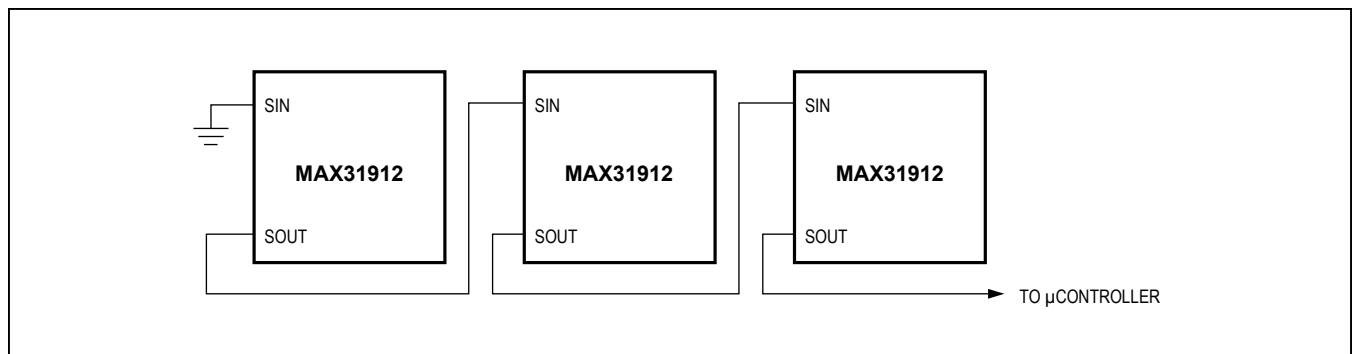 SIN
MAX31912
SOUT
SIN
MAX31912
SOUT
SIN
MAX31912
SOUT
TO µCONTROLLER